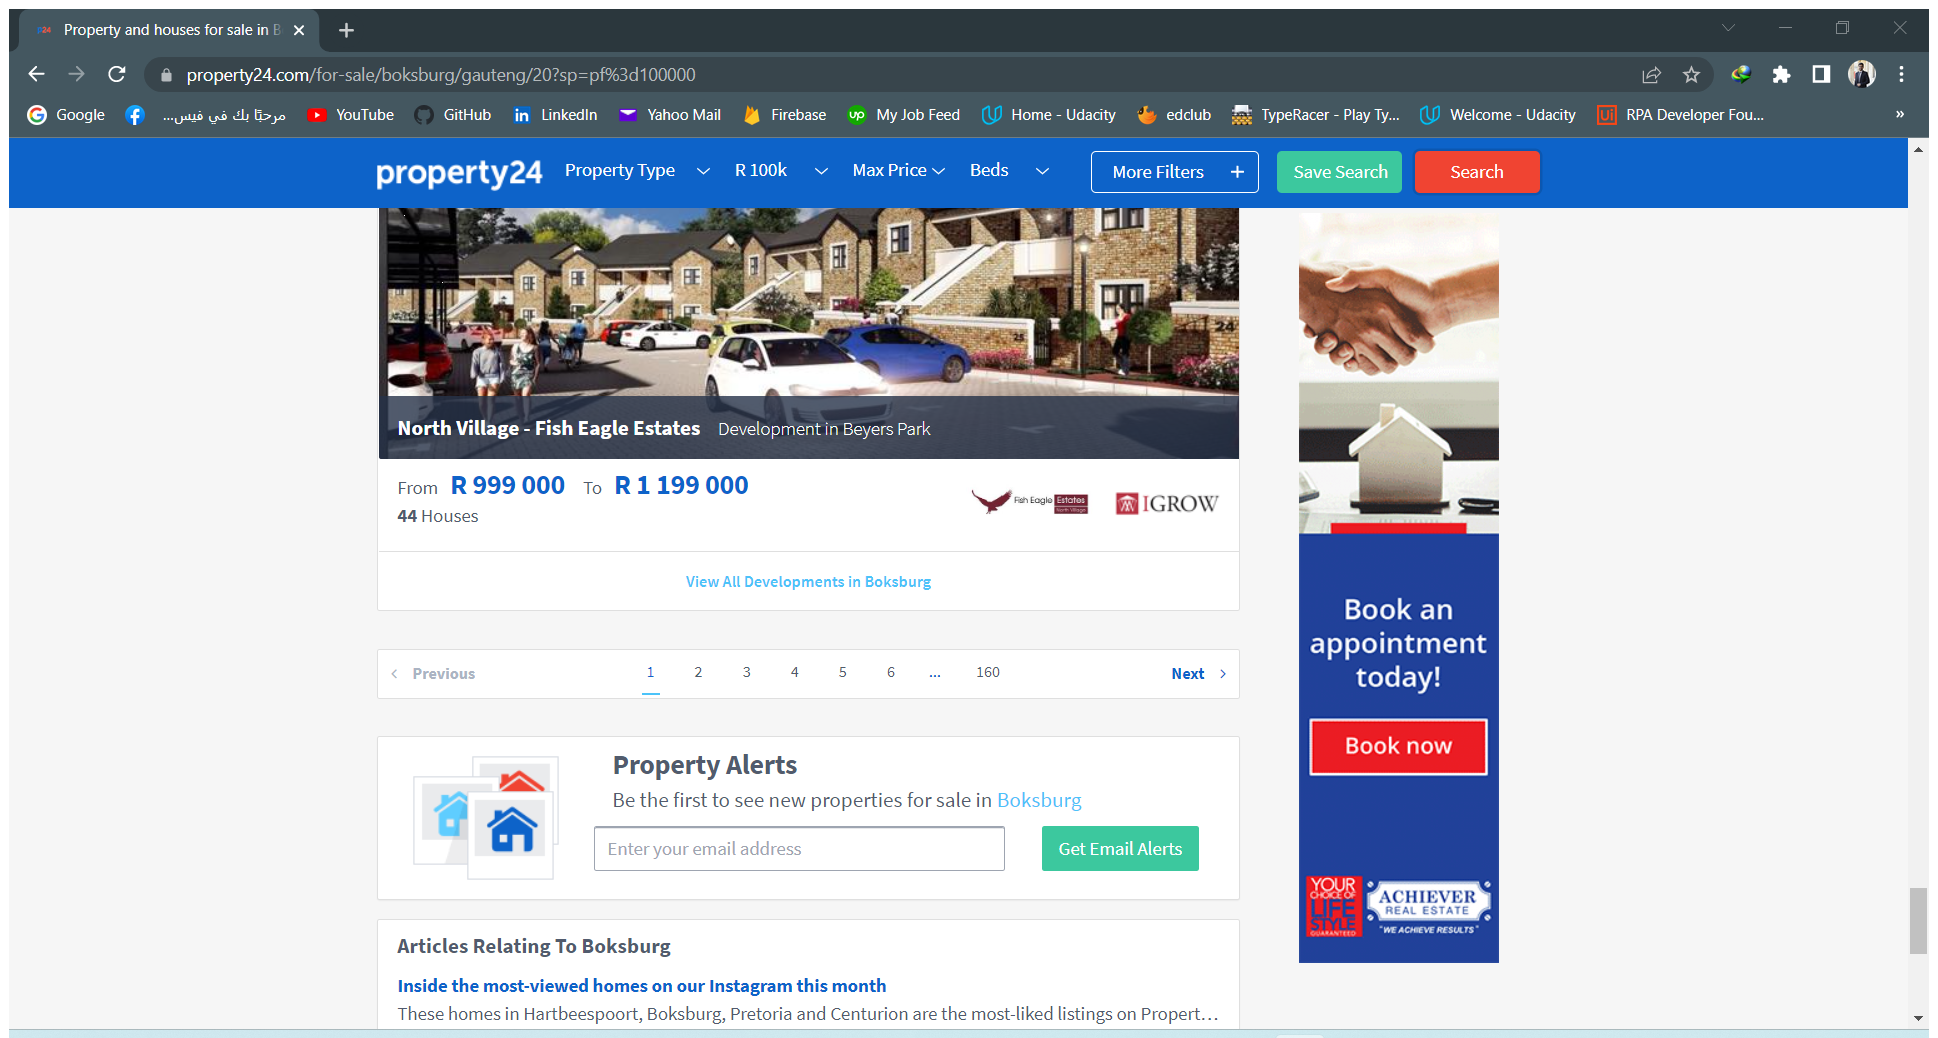 Property and houses for sale in B
property24.com/for-sale/boksburg/gauteng/20?sp=pf%3d100000
Google
مرحبًا بك في فيس...
YouTube
GitHub
LinkedIn
Yahoo Mail
Firebase
My Job Feed
Home - Udacity
edclub
TypeRacer - Play Ty...
Welcome - Udacity
RPA Developer Fou...
»
property24
Property Type
R 100k
Max Price
Beds
More Filters +
Save Search
Search
24
25
North Village - Fish Eagle Estates Development in Beyers Park
From R 999 000 To R 1 199 000
44 Houses
Fish Eagle Estates
North Village
IGROW
View All Developments in Boksburg
Previous 1 2 3 4 5 6 ... 160 Next
Property Alerts
Be the first to see new properties for sale in Boksburg
Enter your email address
Get Email Alerts
Articles Relating To Boksburg
Inside the most-viewed homes on our Instagram this month
These homes in Hartbeespoort, Boksburg, Pretoria and Centurion are the most-liked listings on Propert...
Book an
appointment
today!
Book now
YOUR
CHOICE OF
LIFE
STYLE
GUARANTEED
ACHIEVER
REAL ESTATE
"WE ACHIEVE RESULTS"